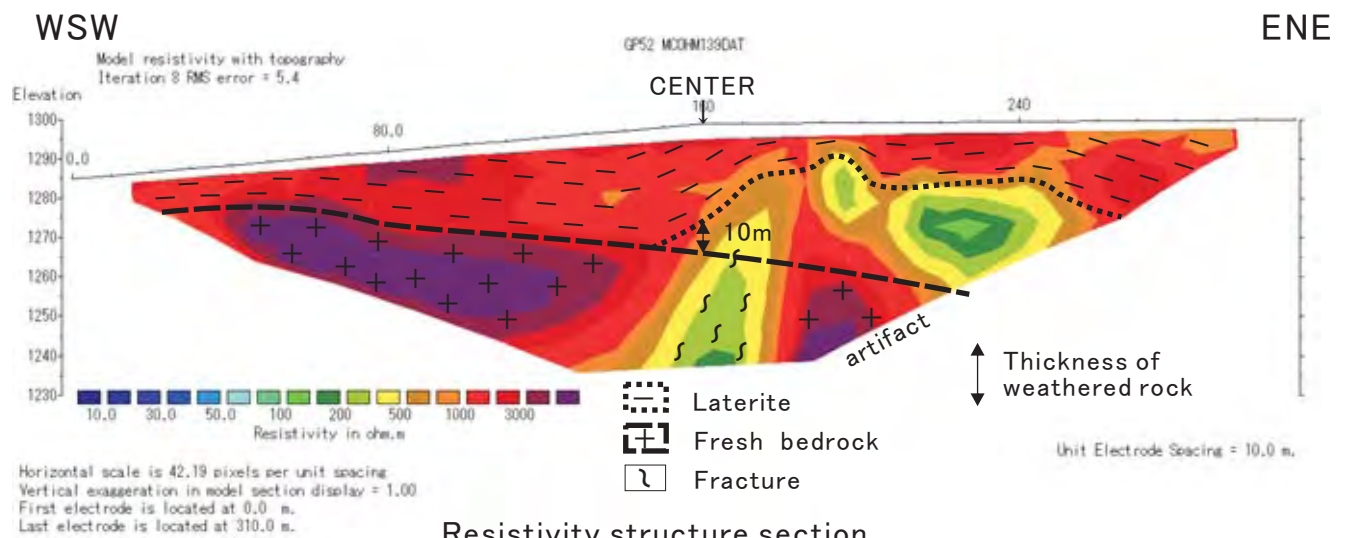 WSW
ENE
Model resistivity with topography
Iteration 8 RMS error = 5.4
GP52 MCOHM139DAT
CENTER
Elevation
160
240
1300
80.0
1290
0.0
1280
1270
10m
1260
1250
artifact
1240
Thickness of
weathered rock
1230
10.0 30.0 50.0 100 200 500 1000 3000
Resistivity in ohm.m
Laterite
Fresh bedrock
Fracture
Unit Electrode Spacing = 10.0 m.
Horizontal scale is 42.19 pixels per unit spacing
Vertical exaggeration in model section display = 1.00
First electrode is located at 0.0 m.
Last electrode is located at 310.0 m.
Resistivity structure section